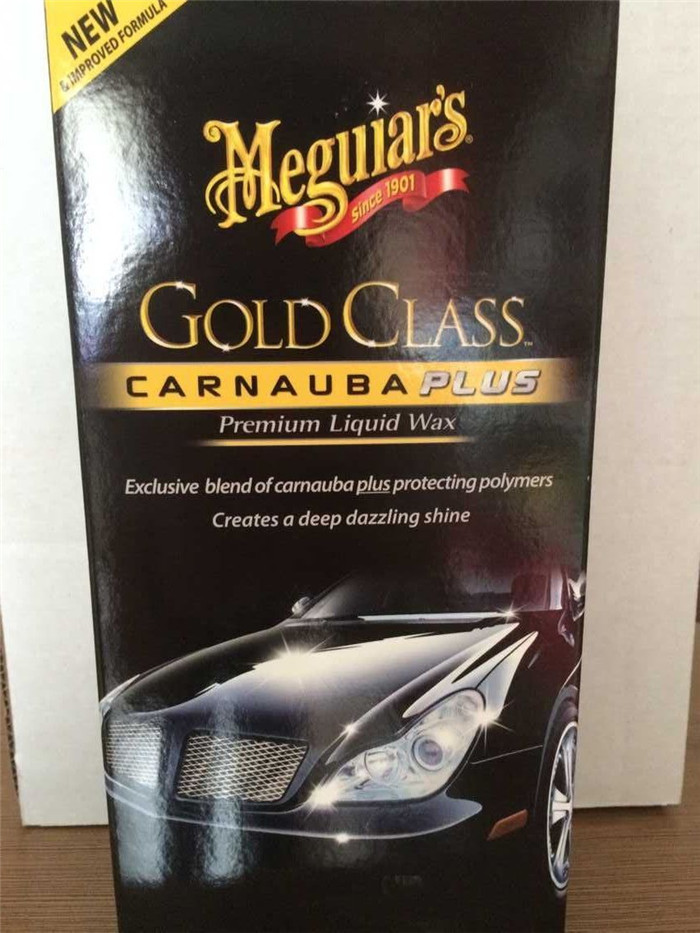 NEW
& IMPROVED FORMULA
Meguiar's®
Since 1901
GOLD CLASS™
CARNAUBA PLUS
Premium Liquid Wax
Exclusive blend of carnauba plus protecting polymers
Creates a deep dazzling shine